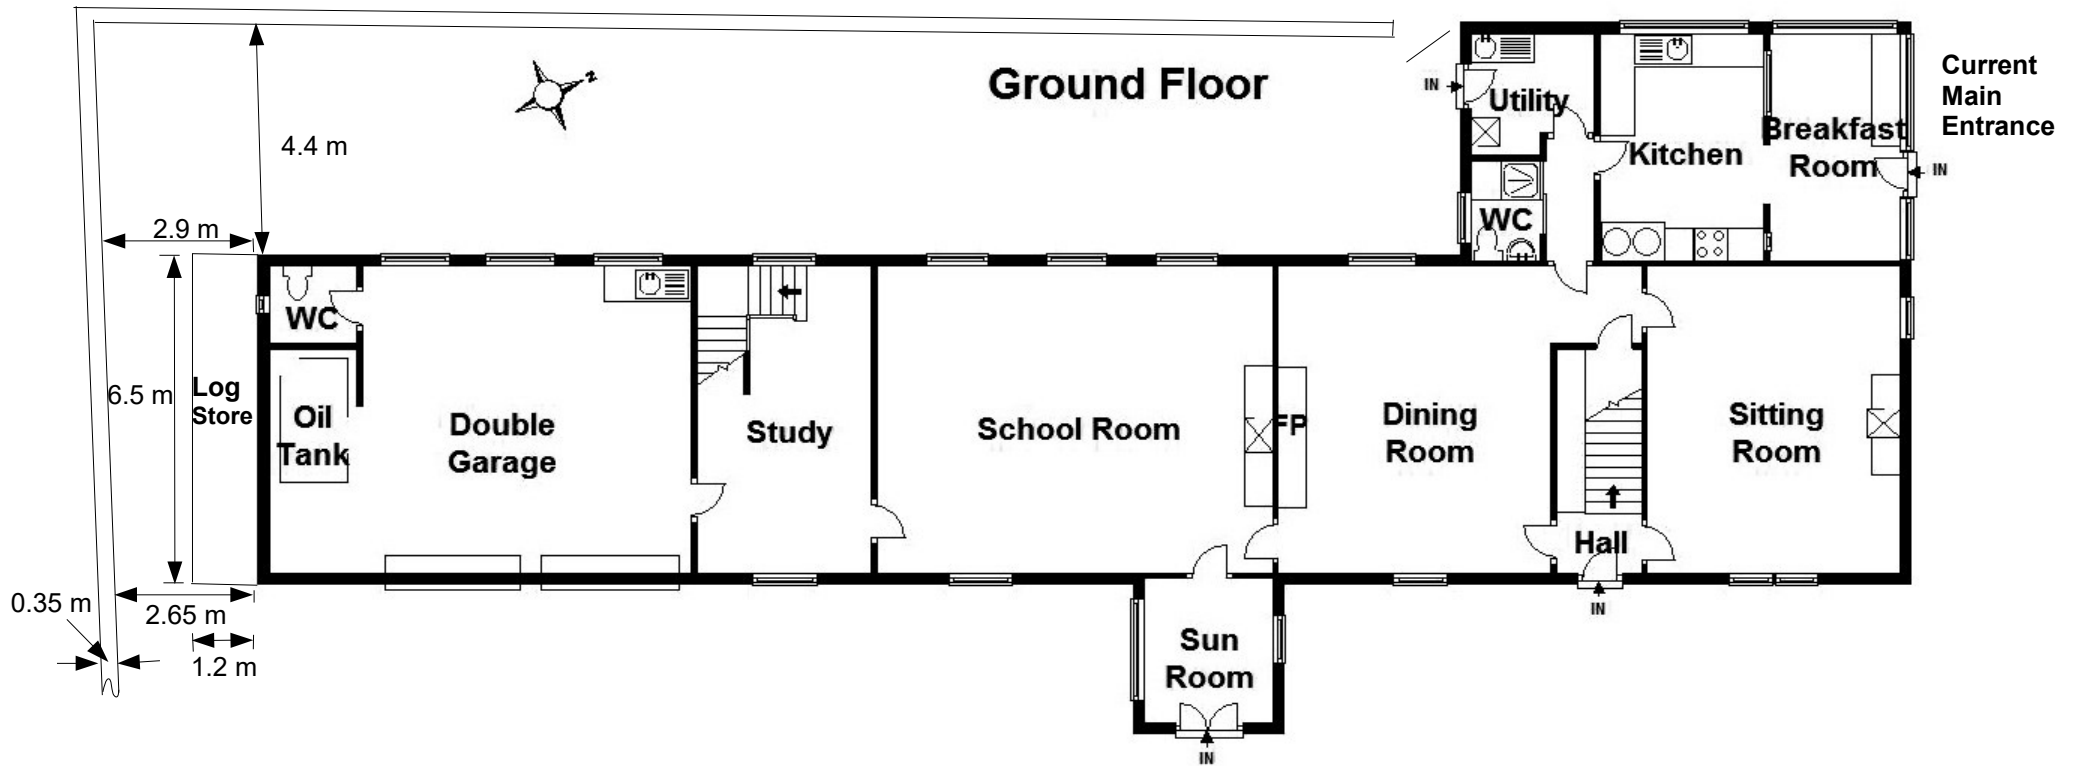 Ground Floor
Current
Main
Entrance
IN
Utility
Kitchen
Breakfast
Room
IN
WC
4.4 m
2.9 m
z
6.5 m
Log
Store
WC
Oil
Tank
Double
Garage
Study
School Room
FP
Dining
Room
Sitting
Room
Hall
IN
Sun
Room
IN
0.35 m
2.65 m
1.2 m